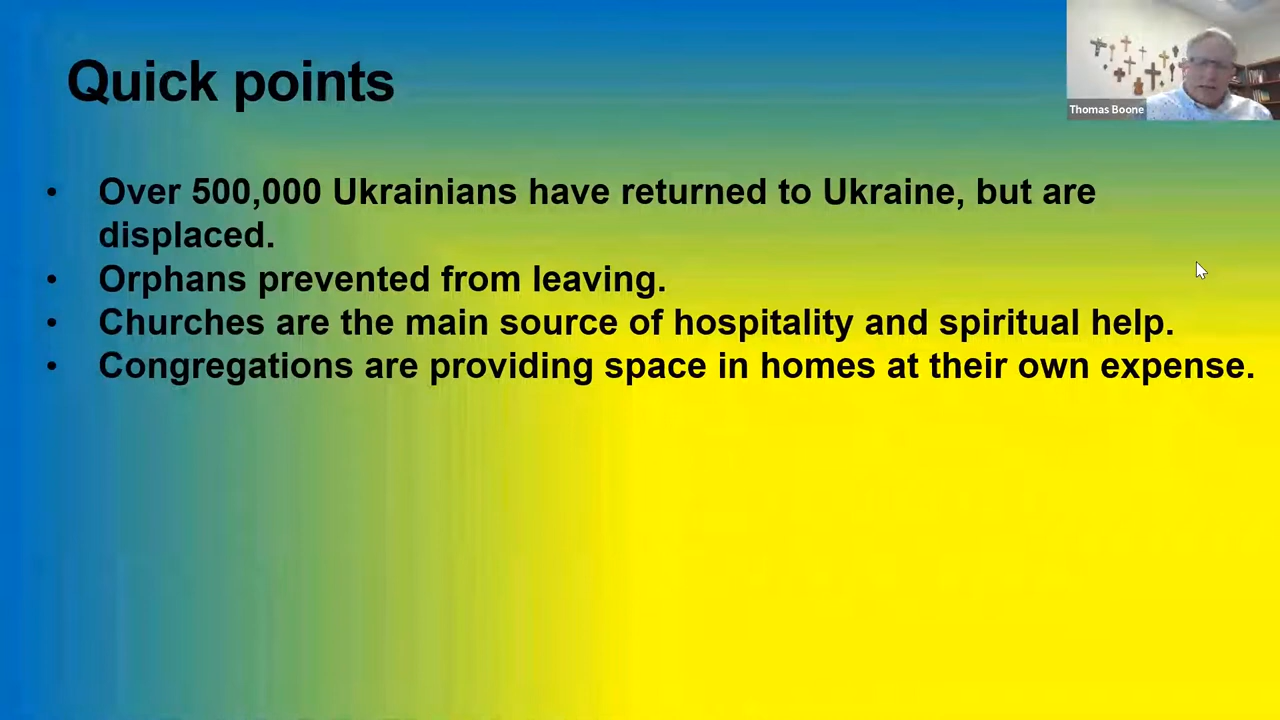 Quick points
Thomas Boone
• Over 500,000 Ukrainians have returned to Ukraine, but are
displaced.
• Orphans prevented from leaving.
• Churches are the main source of hospitality and spiritual help.
• Congregations are providing space in homes at their own expense.